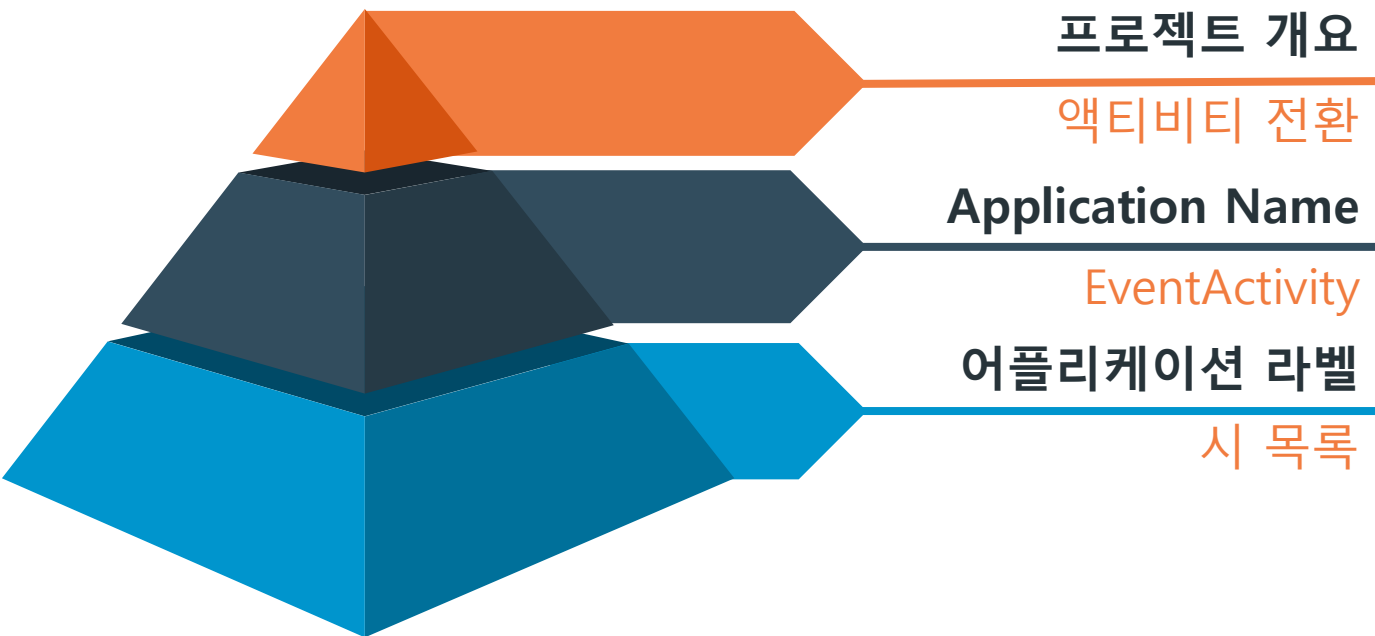 프로젝트 개요
액티비티 전환
Application Name
EventActivity
어플리케이션 라벨
시 목록